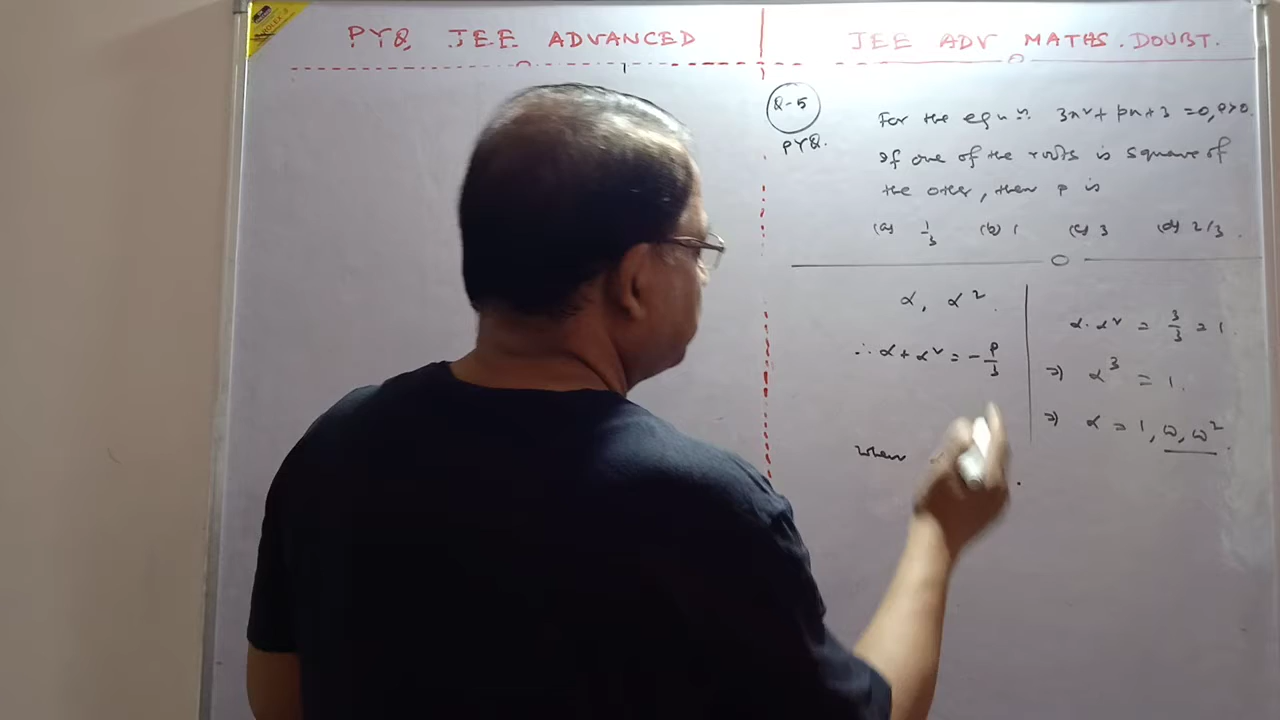 PYQ JEE ADVANCED
JEE ADV MATHS. DOUBT.
Q-5
PYQ.
For the equn. 3x² + px + 3 = 0, p>0.
If one of the roots is square of
the other, then p is
(a) 1/3 (b) 1 (c) 3 (d) 2/3.
α, α².
∴ α + α² = - p/3
α. α² = 3/3 = 1.
⇒ α³ = 1.
⇒ α = 1, ω, ω².
when